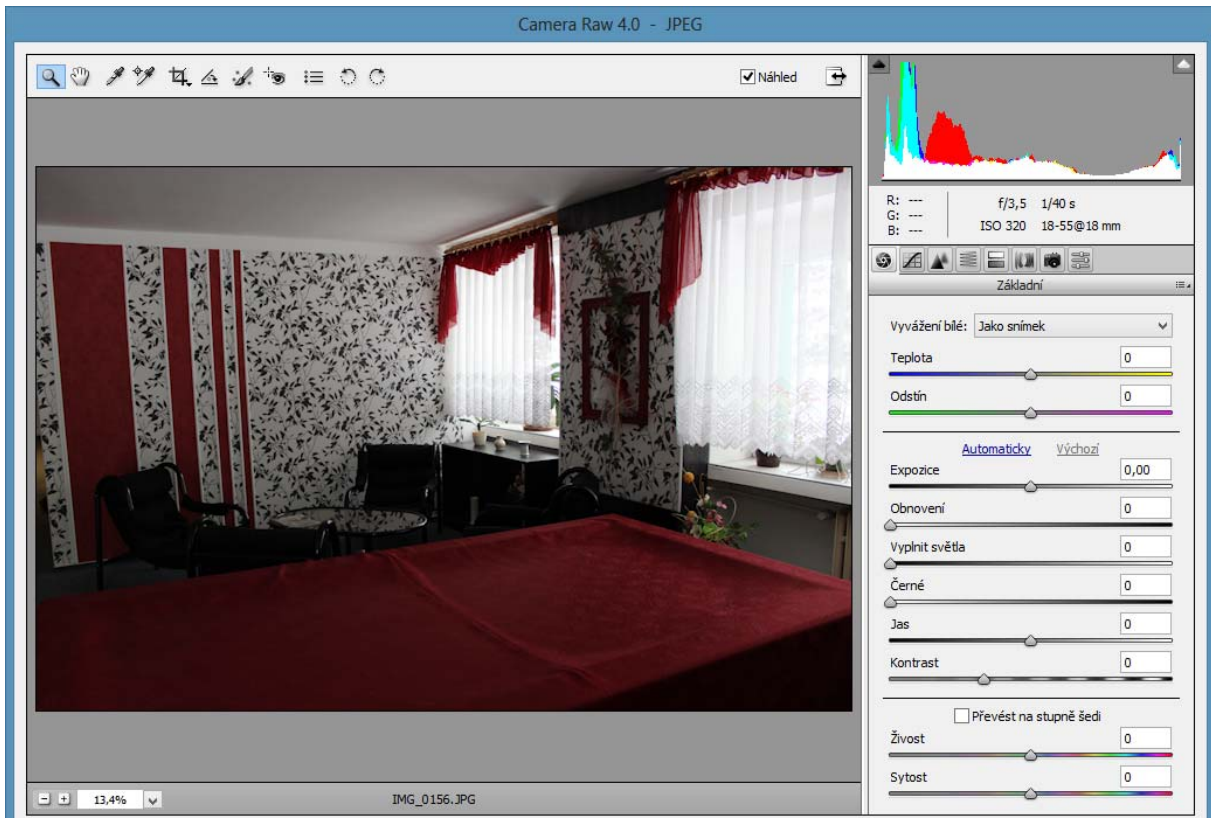 Camera Raw 4.0 - JPEG
Náhled
R: ---
G: ---
B: ---
f/3,5 1/40 s
ISO 320 18-55@18 mm
Základní
Vyvážení bílé: Jako snímek
Teplota 0
Odstín 0
Automaticky Výchozí
Expozice 0,00
Obnovení 0
Vyplnit světla 0
Černé 0
Jas 0
Kontrast 0
Převést na stupně šedi
Živost 0
Sytost 0
13,4% IMG_0156.JPG